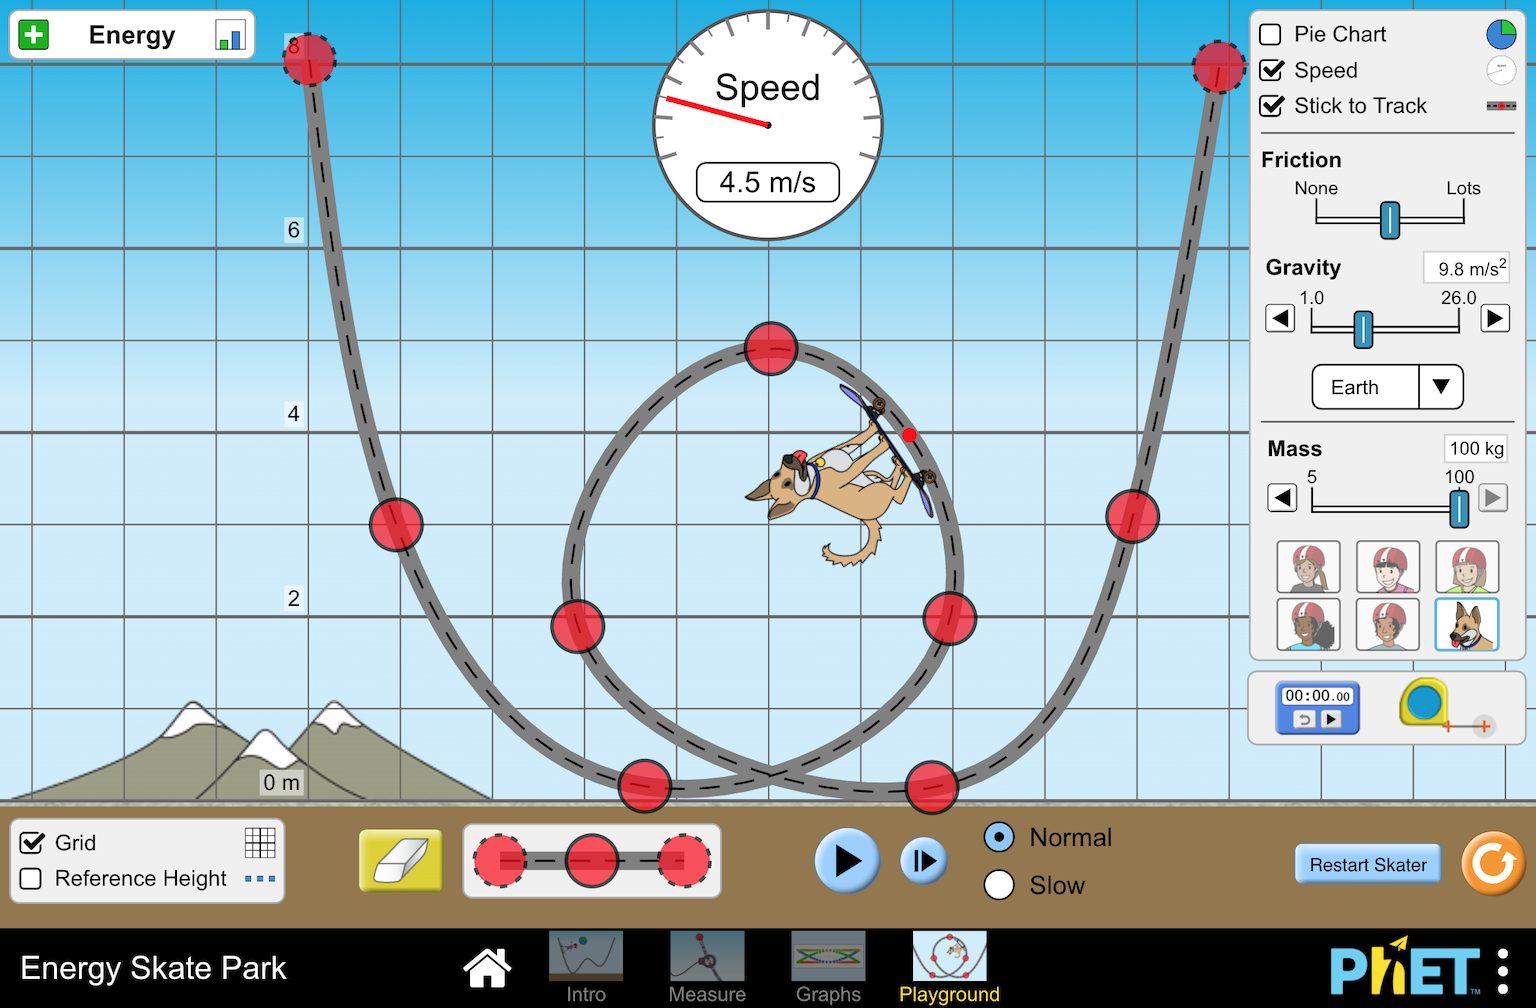 Energy
8
6
4
2
0 m
Speed
4.5 m/s
Pie Chart
Speed
Stick to Track
Friction
None
Lots
Gravity
9.8 m/s²
1.0
26.0
Earth
Mass
100 kg
5
100
00:00.00
Grid
Reference Height
Normal
Slow
Restart Skater
Energy Skate Park
Intro
Measure
Graphs
Playground
PhET™